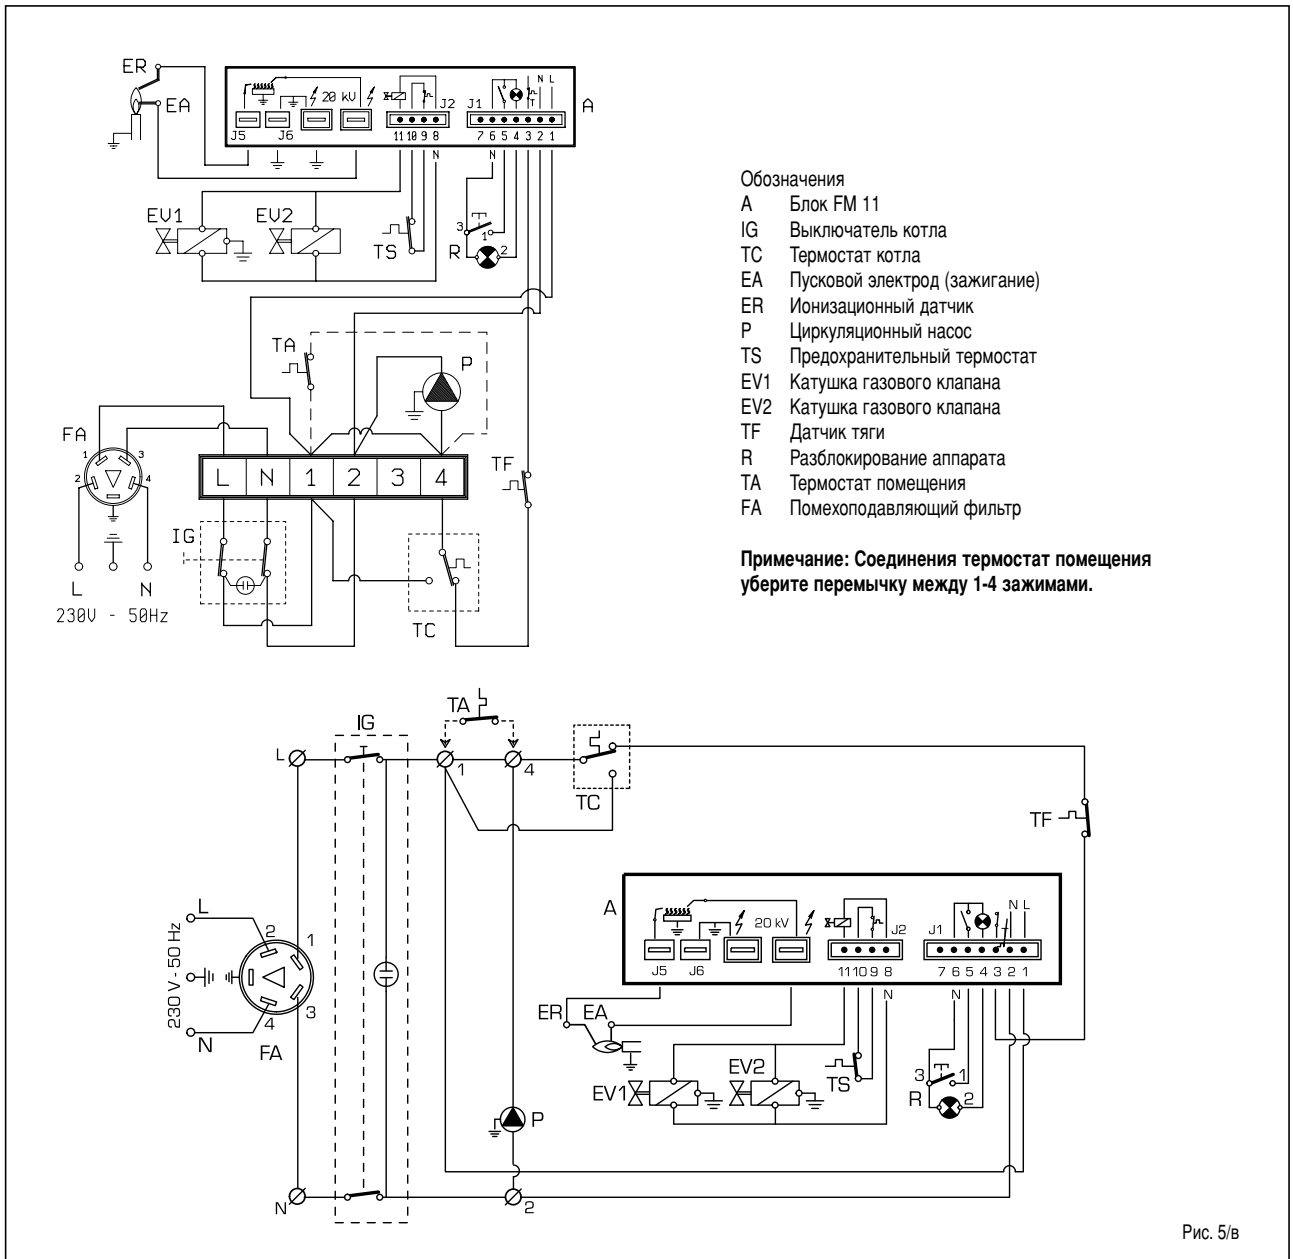 ER
EA
20 kV
N L
J2 J1
A
J5 J6
11 10 9 8 7 6 5 4 3 2 1
N N
EV1 EV2
TS
3 1
R 2
TA
P
FA
1 3
2 4
L N 1 2 3 4
TF
IG
L N
230V - 50Hz
TC
Обозначения
A Блок FM 11
IG Выключатель котла
TC Термостат котла
EA Пусковой электрод (зажигание)
ER Ионизационный датчик
P Циркуляционный насос
TS Предохранительный термостат
EV1 Катушка газового клапана
EV2 Катушка газового клапана
TF Датчик тяги
R Разблокирование аппарата
TA Термостат помещения
FA Помехоподавляющий фильтр
Примечание: Соединения термостат помещения
уберите перемычку между 1-4 зажимами.
IG
TA
L
1 4
TC
TF
A
20 kV
N L
J2 J1
J5 J6
11 10 9 8 7 6 5 4 3 2 1
N N
L
2 1
230 V - 50 Hz
4 3
N
FA
ER EA
EV1 EV2
TS
3 1
R 2
P
N
2
Рис. 5/в